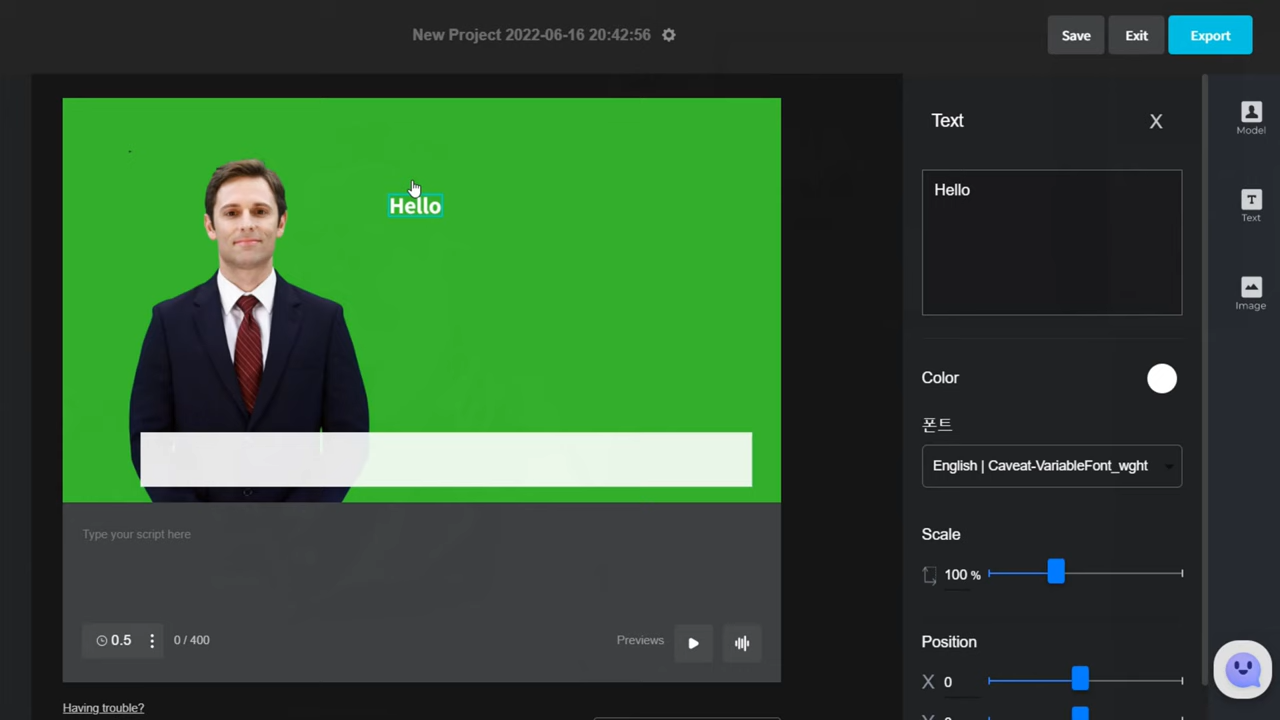 New Project 2022-06-16 20:42:56
Save
Exit
Export
Hello
Type your script here
0.5
0 / 400
Previews
Having trouble?
Text
X
Hello
Color
폰트
English | Caveat-VariableFont_wght
Scale
100 %
Position
X 0
Model
Text
Image